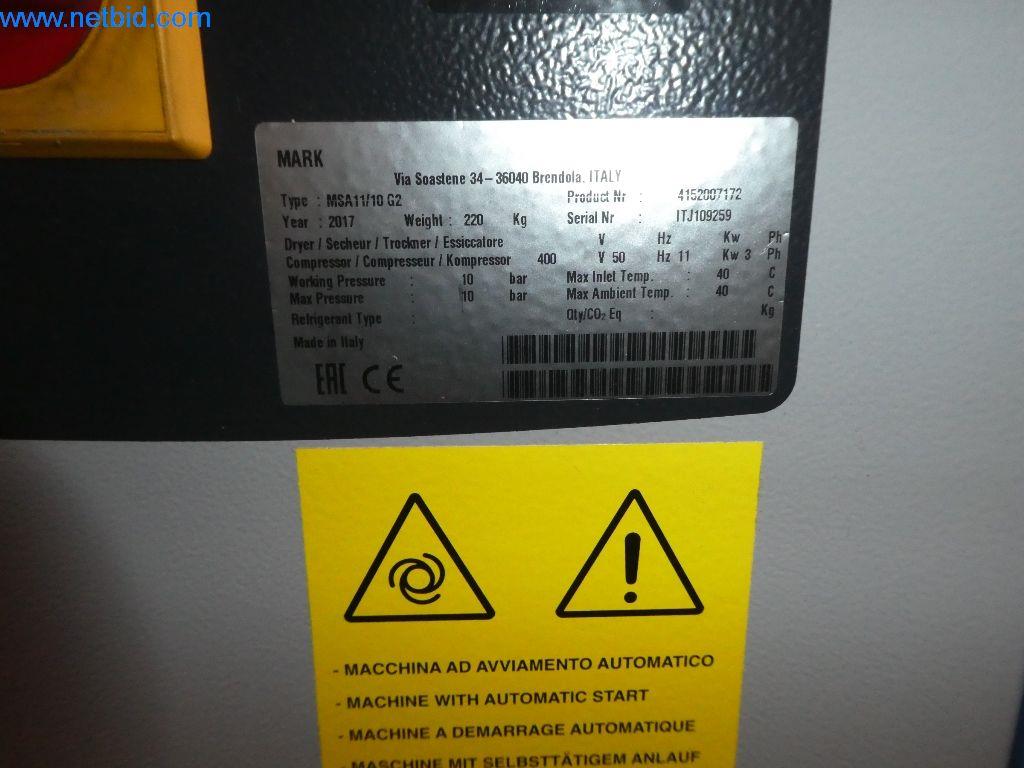 www.netbid.com
MARK
Via Soastene 34-36040 Brendola, ITALY
Type : MSA11/10 G2 Product Nr : 4152007172
Year : 2017 Weight : 220 Kg Serial Nr : ITJ109259
Dryer / Secheur / Trockner / Essiccatore V Hz Kw Ph
Compressor / Compresseur / Kompressor 400 V 50 Hz 11 Kw 3 Ph
Working Pressure : 10 bar Max Inlet Temp. : 40 C
Max Pressure : 10 bar Max Ambient Temp. : 40 C
Refrigerant Type : Qty/CO₂ Eq : Kg
Made in Italy
EAC CE
- MACCHINA AD AVVIAMENTO AUTOMATICO
- MACHINE WITH AUTOMATIC START
- MACHINE A DEMARRAGE AUTOMATIQUE
- MASCHINE MIT SELBSTTÄTIGEM ANLAUF